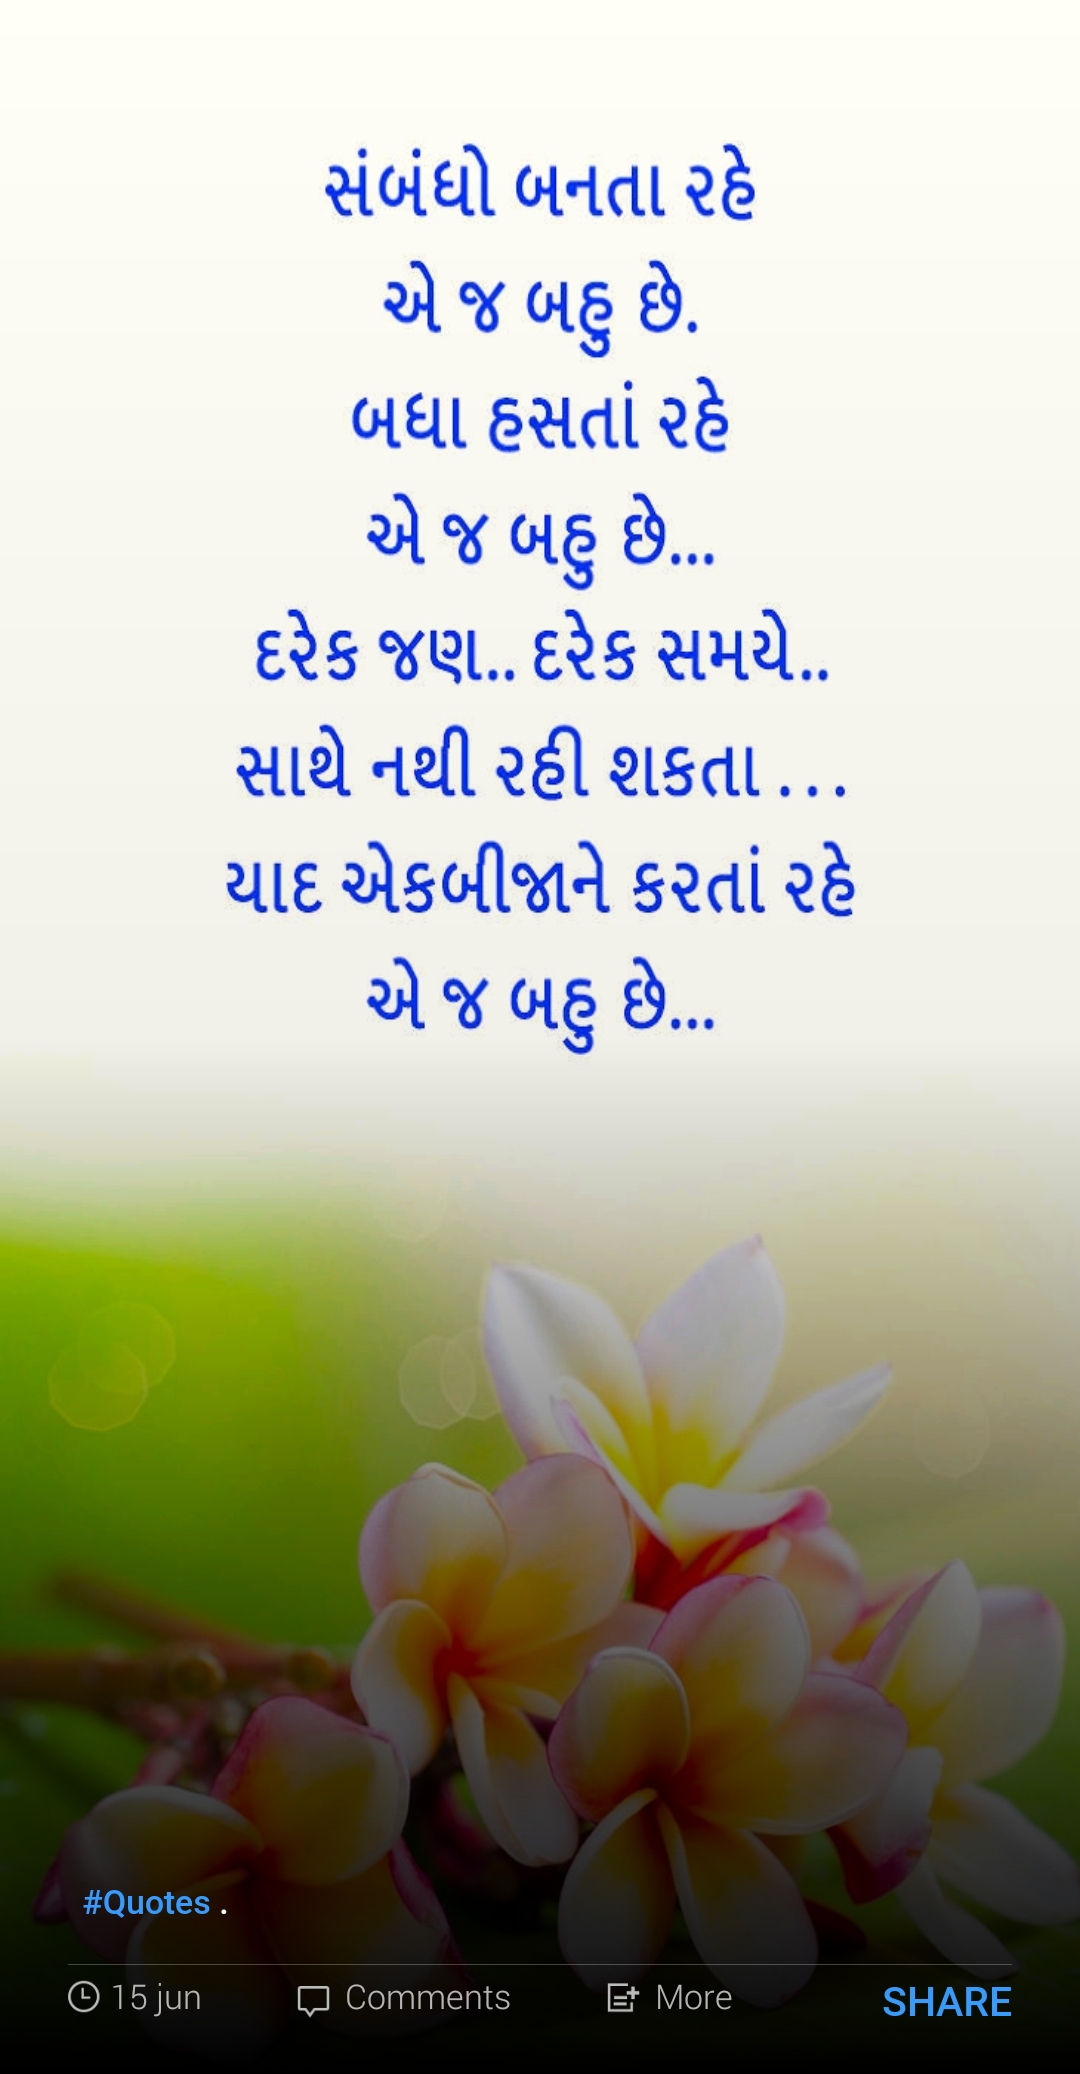 સંબંધો બનતા રહે
એ જ બહુ છે.
બધા હસતાં રહે
એ જ બહુ છે...
દરેક જણ.. દરેક સમયે..
સાથે નથી રહી શકતા ...
યાદ એકબીજાને કરતાં રહે
એ જ બહુ છે...
#Quotes .
15 jun Comments More SHARE